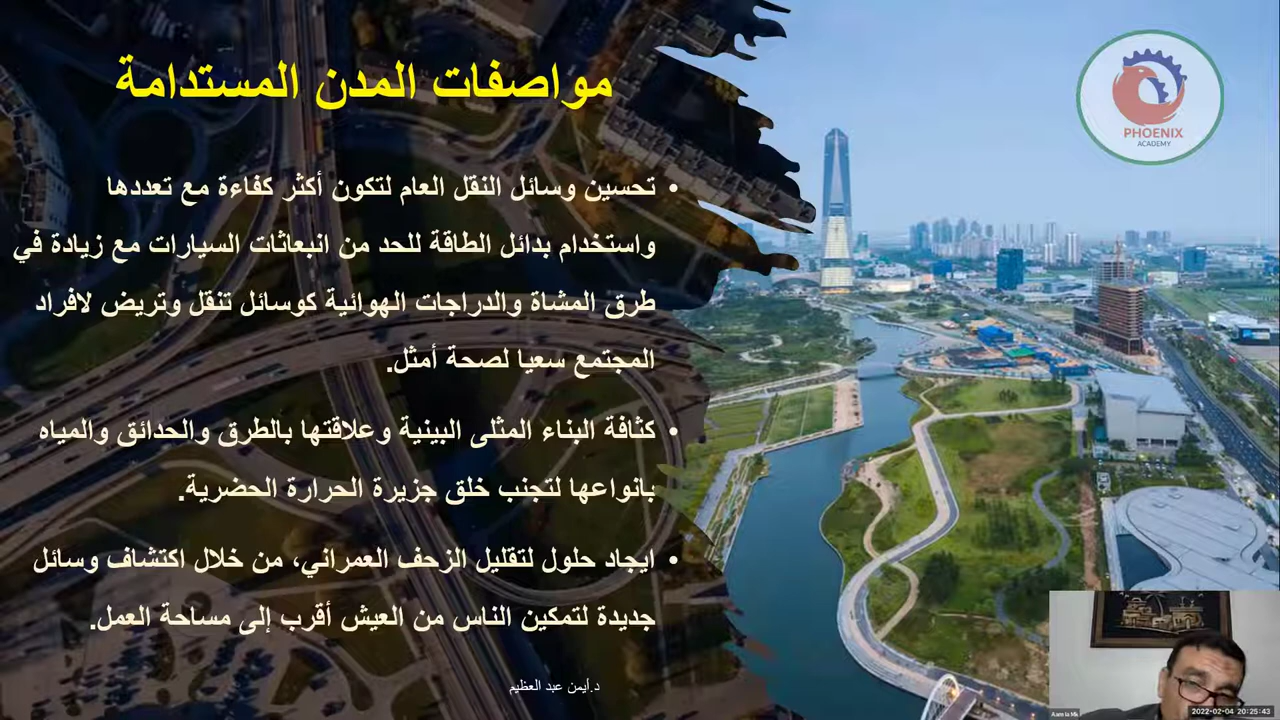 مواصفات المدن المستدامة
PHOENIX
ACADEMY
• تحسين وسائل النقل العام لتكون أكثر كفاءة مع تعددها
واستخدام بدائل الطاقة للحد من انبعاثات السيارات مع زيادة في
طرق المشاة والدراجات الهوائية كوسائل تنقل وتريض لافراد
المجتمع سعيا لصحة أمثل.
• كثافة البناء المثلى البينية وعلاقتها بالطرق والحدائق والمياه
بانواعها لتجنب خلق جزيرة الحرارة الحضرية.
• ايجاد حلول لتقليل الزحف العمراني، من خلال اكتشاف وسائل
جديدة لتمكين الناس من العيش أقرب إلى مساحة العمل.
د.أيمن عبد العظيم
2022-02-04 20:25:43